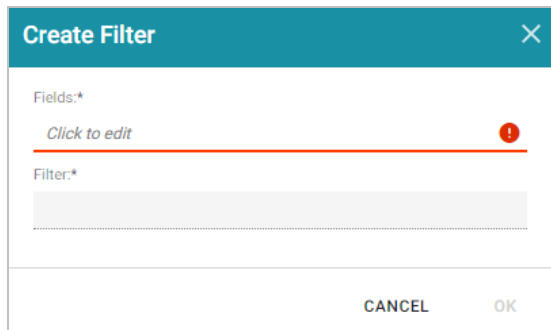 Create Filter
Fields:*
Click to edit
Filter:*
CANCEL OK